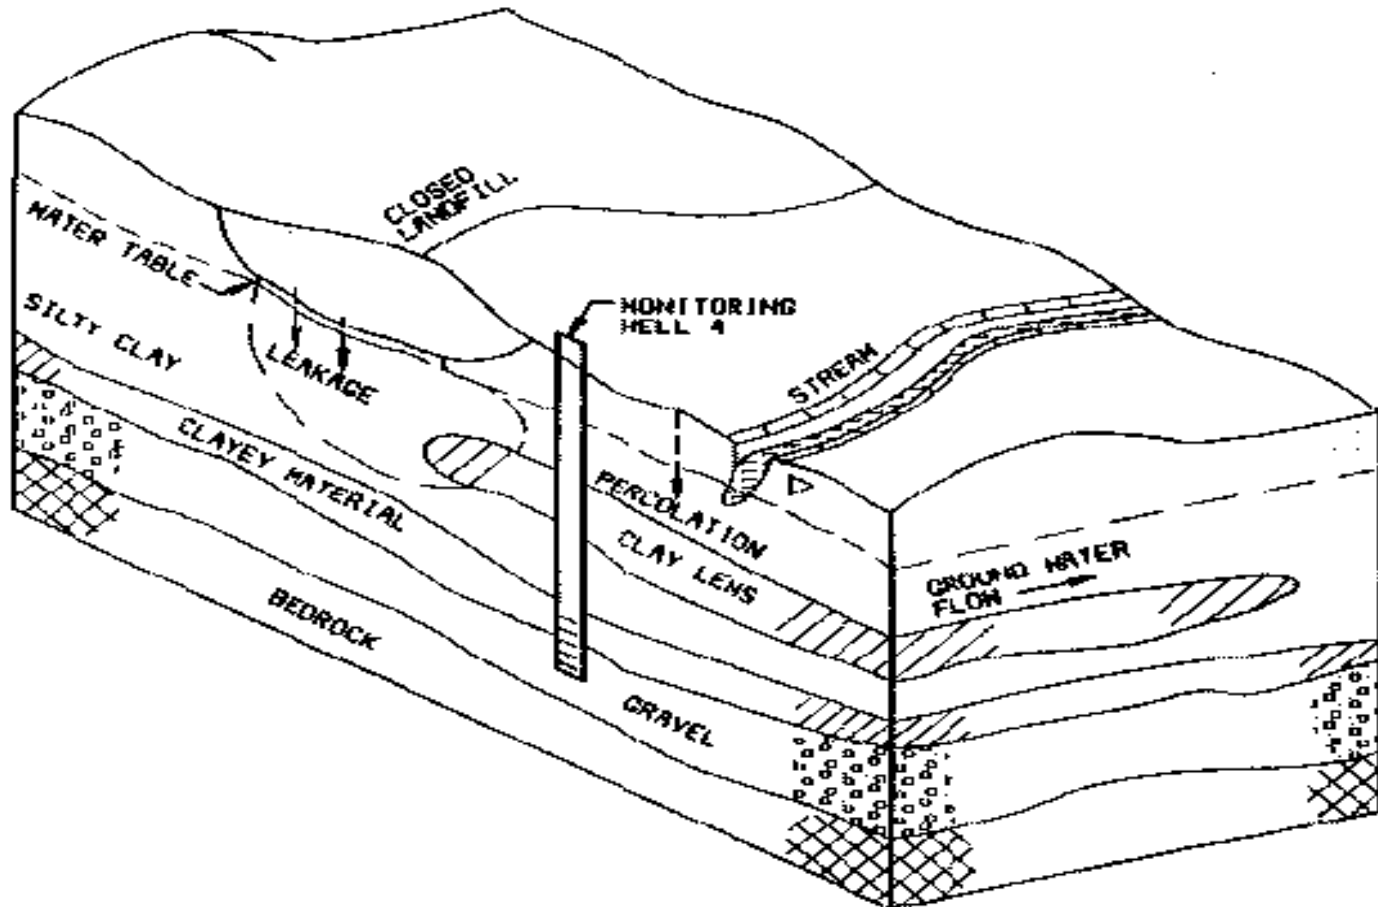 CLOSED
LANDFILL
WATER TABLE
MONITORING
WELL 4
SILTY CLAY
LEAKAGE
STREAM
CLAYEY MATERIAL
PERCOLATION
CLAY LENS
GROUND WATER
FLOW
BEDROCK
GRAVEL